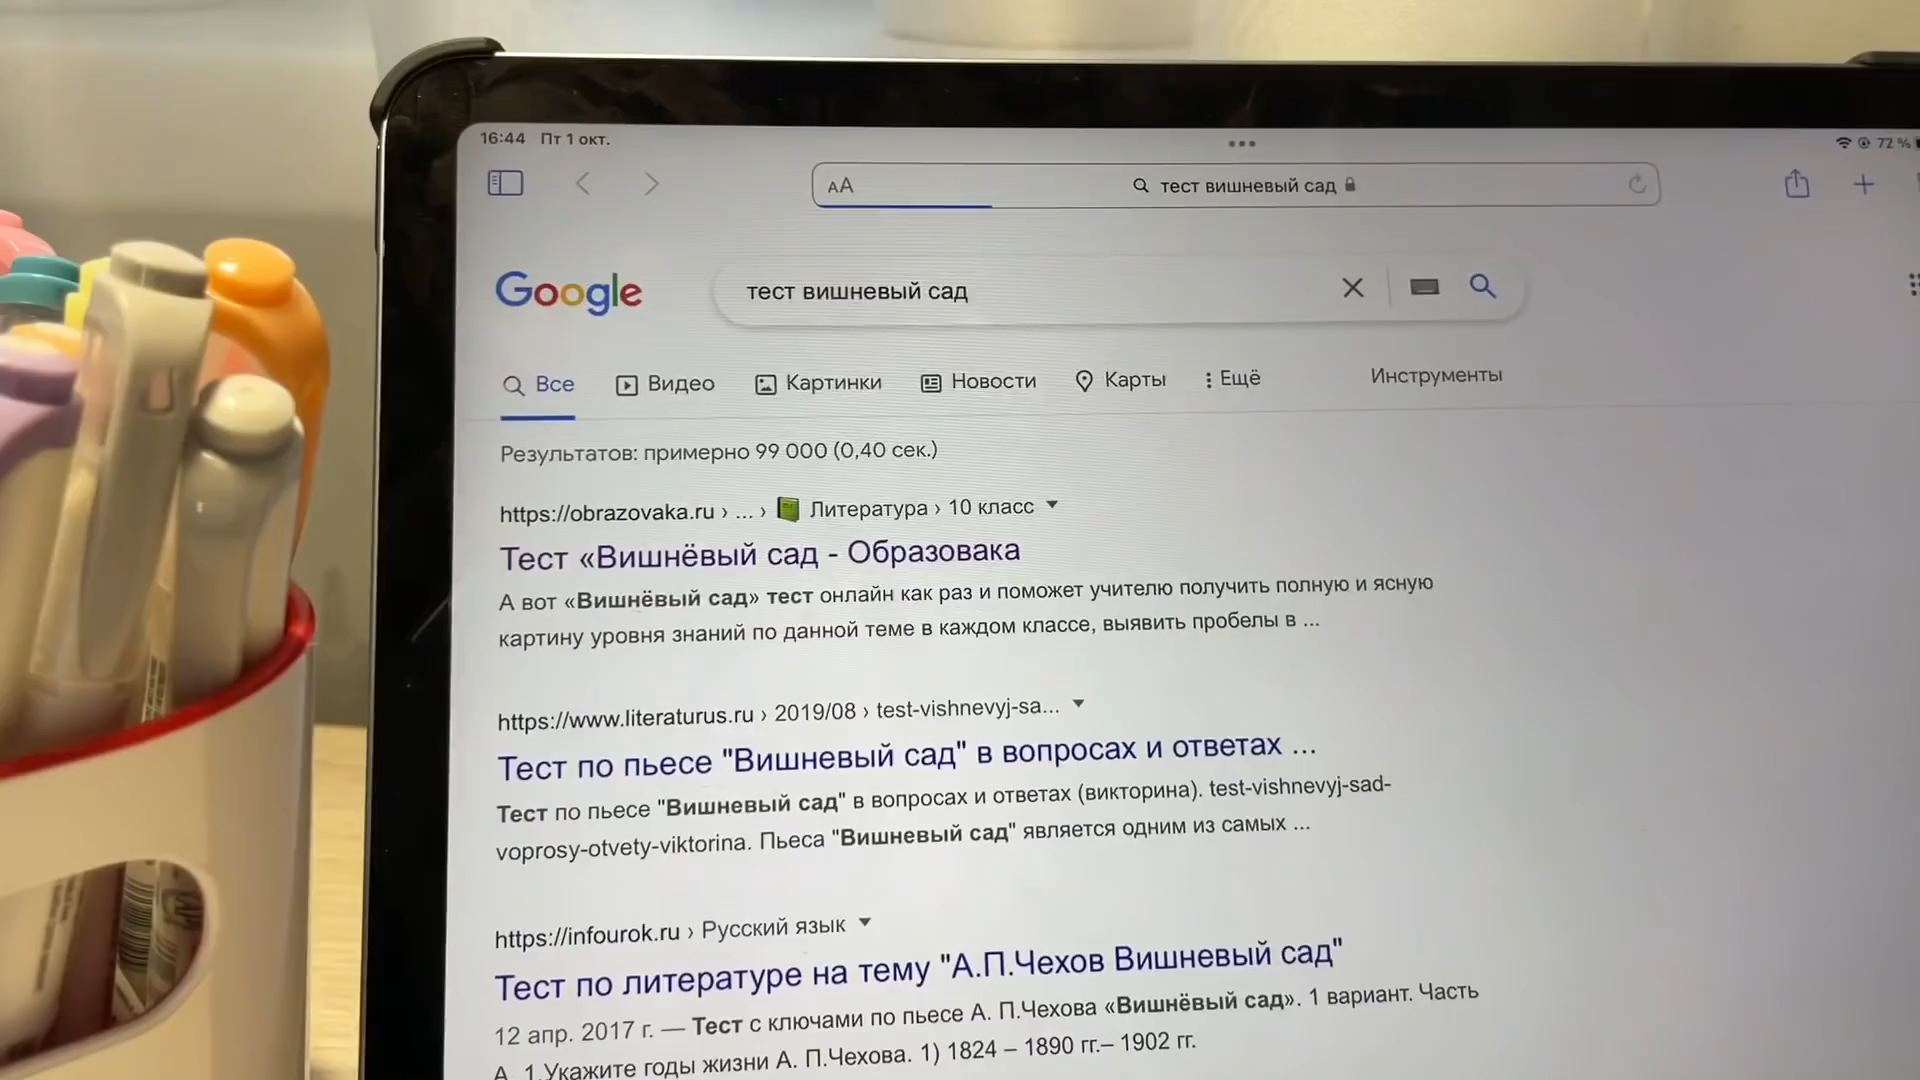 16:44 Пт 1 окт.
72 %
AA
тест вишневый сад
Google
тест вишневый сад
Все
Видео
Картинки
Новости
Карты
Ещё
Инструменты
Результатов: примерно 99 000 (0,40 сек.)
https://obrazovaka.ru › ... › Литература › 10 класс
Тест «Вишнёвый сад - Образовака
А вот «Вишнёвый сад» тест онлайн как раз и поможет учителю получить полную и ясную
картину уровня знаний по данной теме в каждом классе, выявить пробелы в ...
https://www.literaturus.ru › 2019/08 › test-vishnevyj-sa...
Тест по пьесе "Вишневый сад" в вопросах и ответах ...
Тест по пьесе "Вишневый сад" в вопросах и ответах (викторина). test-vishnevyj-sad-
voprosy-otvety-viktorina. Пьеса "Вишневый сад" является одним из самых ...
https://infourok.ru › Русский язык
Тест по литературе на тему "А.П.Чехов Вишневый сад"
12 апр. 2017 г. — Тест с ключами по пьесе А. П.Чехова «Вишнёвый сад». 1 вариант. Часть
А. 1.Укажите годы жизни А. П.Чехова. 1) 1824 – 1890 гг.– 1902 гг.